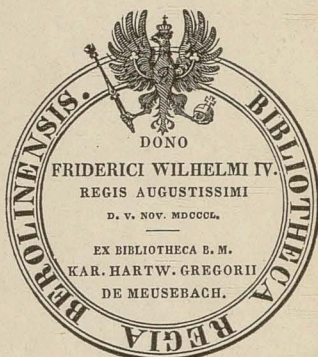 BIBLIOTHECA REGIA BEROLINENSIS.
DONO
FRIDERICI WILHELMI IV.
REGIS AUGUSTISSIMI
D. V. NOV. MDCCCL.
EX BIBLIOTHECA B. M.
KAR. HARTW. GREGORII
DE MEUSEBACH.